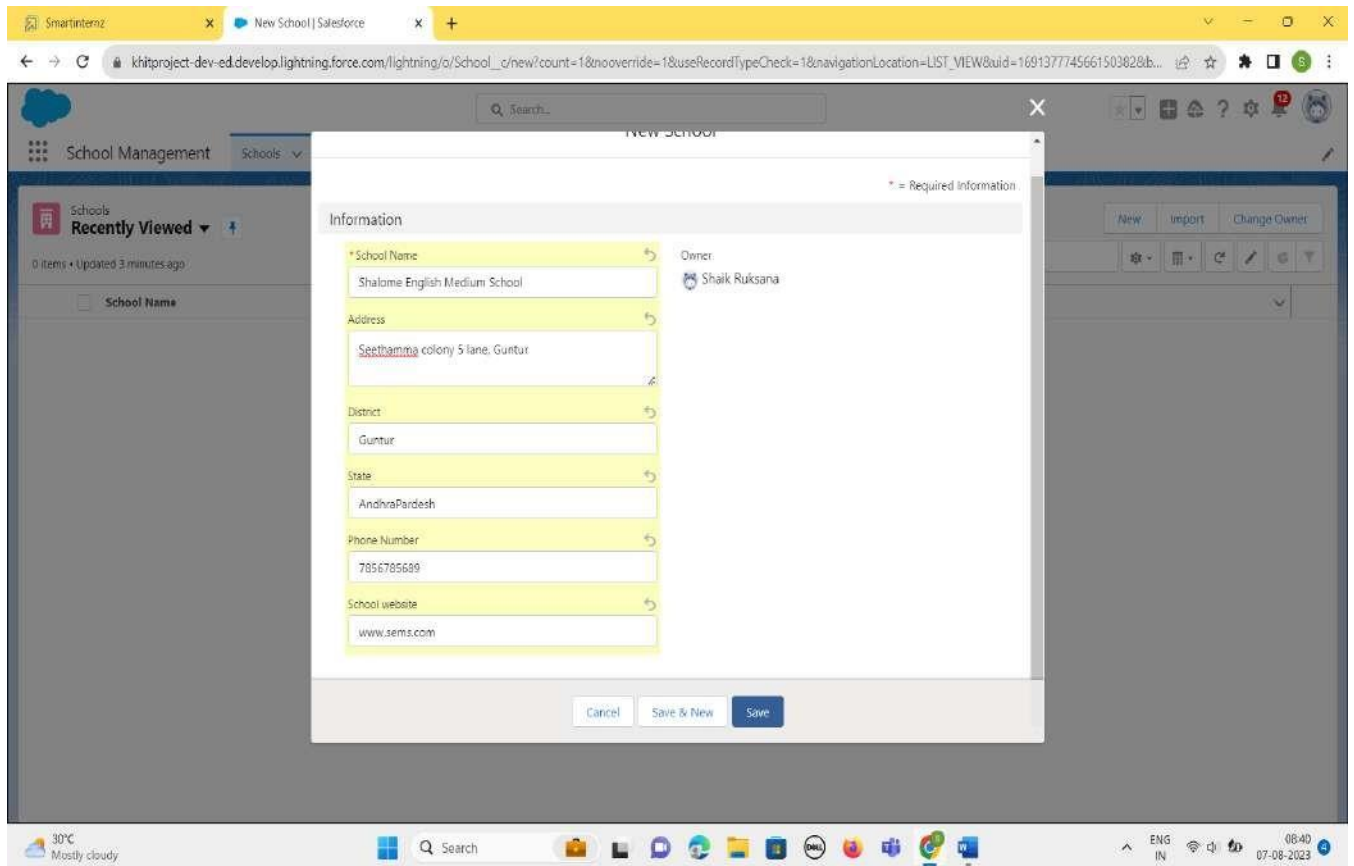 Smartinternz
New School | Salesforce
khitproject-dev-ed.develop.lightning.force.com/lightning/o/School__c/new?count=1&nooverride=1&useRecordTypeCheck=1&navigationLocation=LIST_VIEW&uid=169137774566150382&b...
S
Search...
12
New School
School Management
Schools
* = Required Information
Schools
Recently Viewed
New
Import
Change Owner
Information
0 items • Updated 3 minutes ago
* School Name
Owner
Shalome English Medium School
Shaik Ruksana
School Name
Address
Seethamma colony 5 lane, Guntur
District
Guntur
State
AndhraPardesh
Phone Number
7856785689
School website
www.sems.com
Cancel
Save & New
Save
30°C
Mostly cloudy
Search
DELL
ENG
IN
08:40
07-08-2023
4